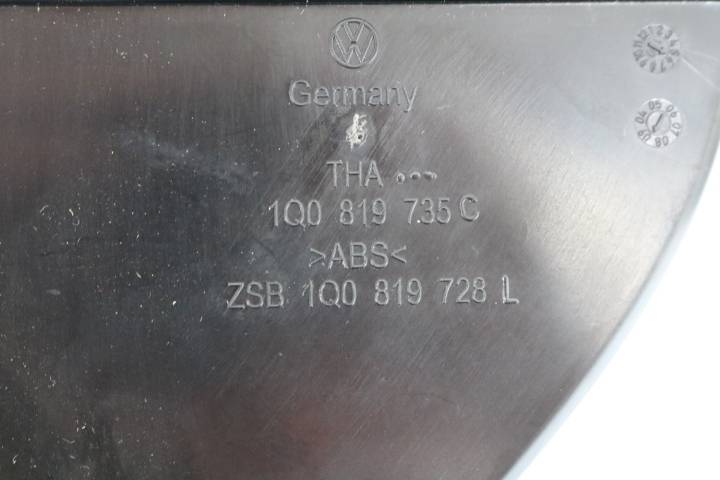 Germany
THA
1Q0 819 735 C
>ABS<
ZSB 1Q0 819 728 L